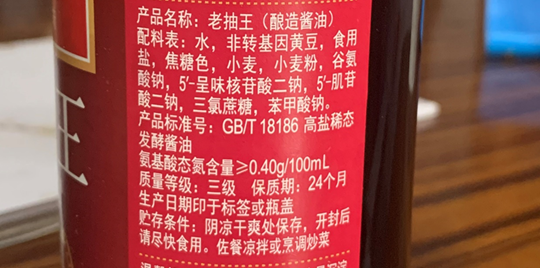 产品名称：老抽王（酿造酱油）
配料表：水，非转基因黄豆，食用
盐，焦糖色，小麦，小麦粉，谷氨
酸钠，5′-呈味核苷酸二钠，5′-肌苷
酸二钠，三氯蔗糖，苯甲酸钠。
产品标准号：GB/T 18186 高盐稀态
发酵酱油
氨基酸态氮含量≥0.40g/100mL
质量等级：三级 保质期：24个月
生产日期印于标签或瓶盖
贮存条件：阴凉干爽处保存，开封后
请尽快食用。佐餐凉拌或烹调炒菜
王